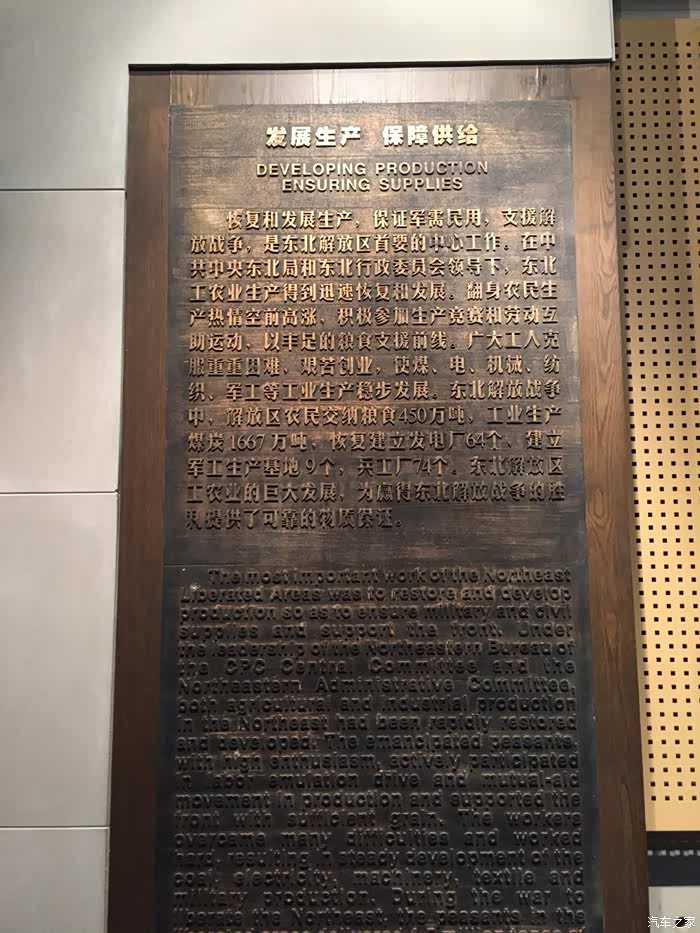 发展生产 保障供给
DEVELOPING PRODUCTION
ENSURING SUPPLIES
恢复和发展生产，保证军需民用，支援解
放战争，是东北解放区首要的中心工作。在中
共中央东北局和东北行政委员会领导下，东北
工农业生产得到迅速恢复和发展。翻身农民生
产热情空前高涨，积极参加生产竞赛和劳动互
助运动，以丰足的粮食支援前线。广大工人克
服重重困难，艰苦创业，使煤、电、机械、纺
织、军工等工业生产稳步发展。东北解放战争
中，解放区农民交纳粮食450万吨，工业生产
煤炭1667万吨，恢复建立发电厂64个、建立
军工生产基地9个，兵工厂74个。东北解放区
工农业的巨大发展，为赢得东北解放战争的胜
利提供了可靠的物质保证。
The most important work of the Northeast
Liberated Areas was to restore and develop
production so as to ensure military and civil
supplies and support the front. Under
the leadership of the Northeastern Bureau of
the CPC Central Committee and the
Northeastern Administrative Committee,
both agricultural and industrial production
in the Northeast had been rapidly restored
and developed. The emancipated peasants,
with high enthusiasm, actively participated
in labor emulation drive and mutual-aid
movement in production and supported the
front with sufficient grain. The workers
overcame many difficulties and worked
hard, resulting in steady development of the
coal, electricity, machinery, textile and
military production. During the war to
liberate the Northeast, the peasants in the
汽车之家